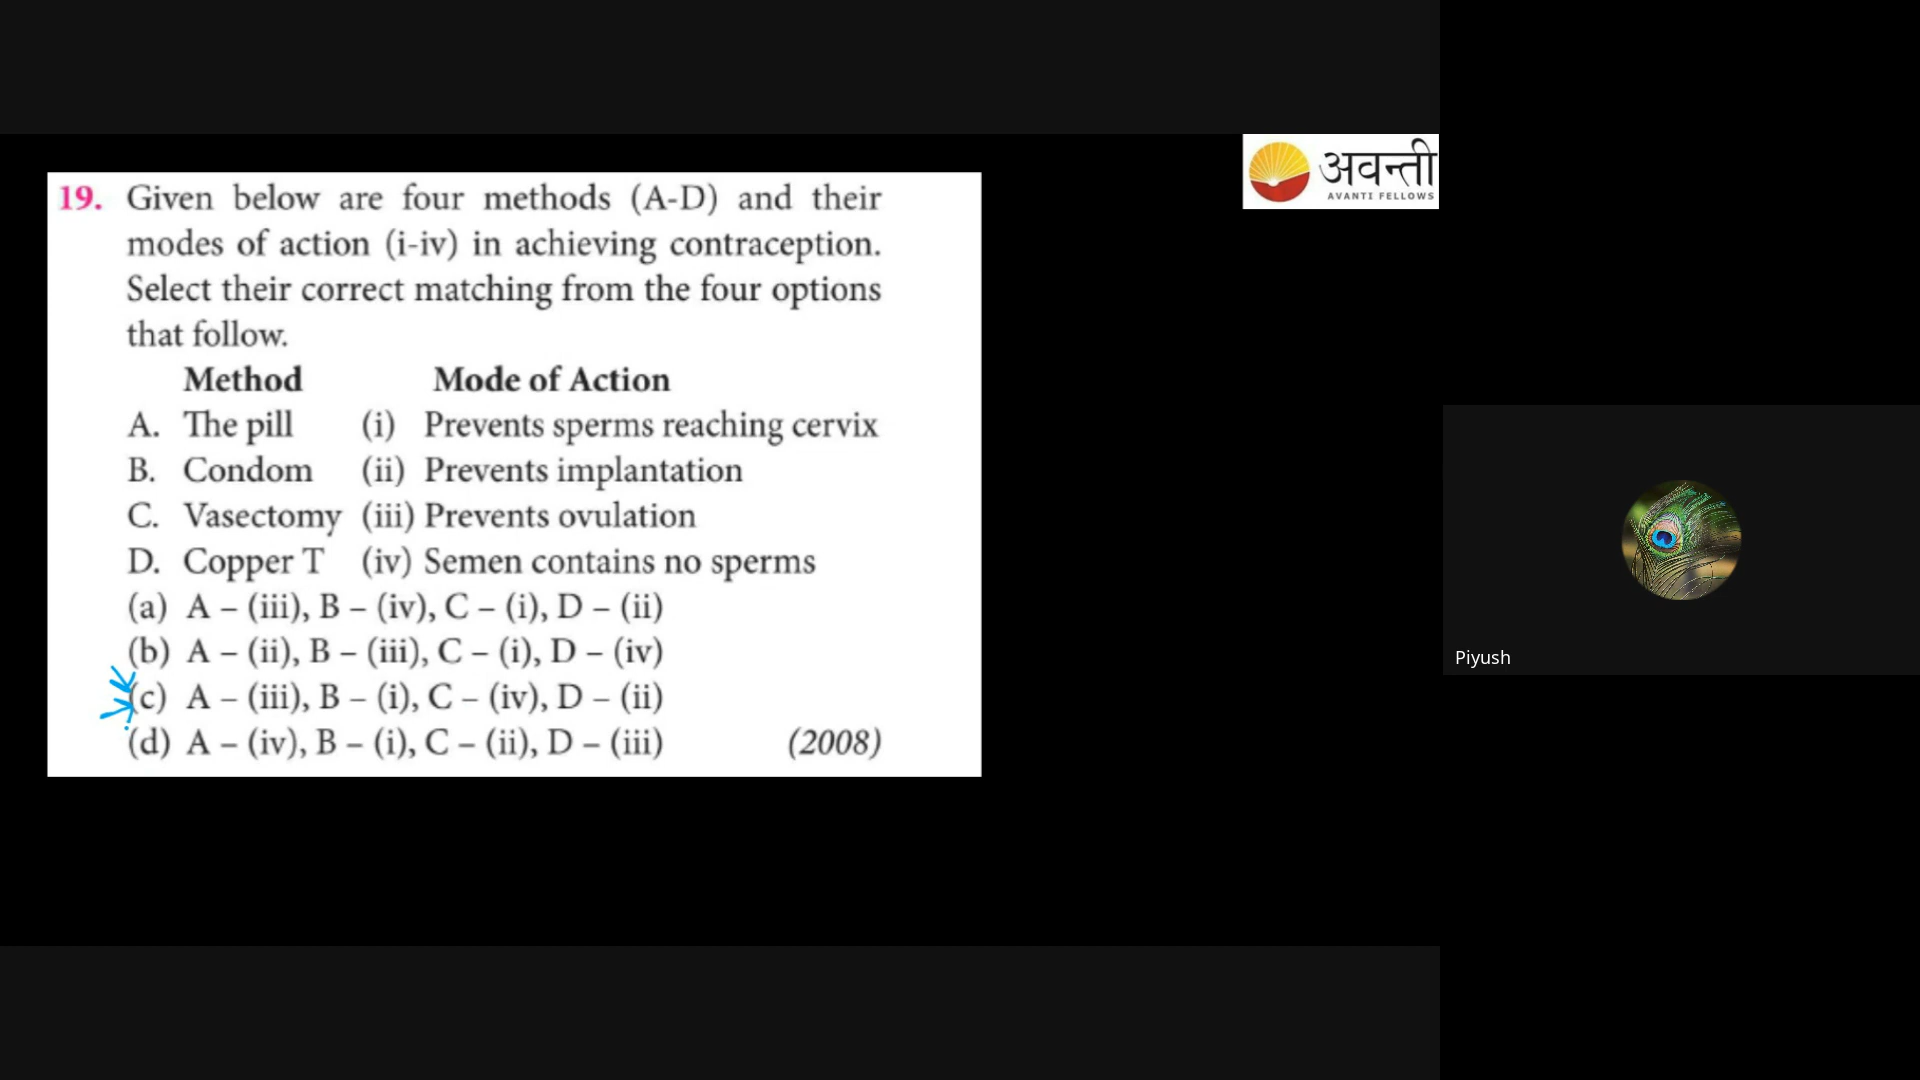 अवन्ती
AVANTI FELLOWS
19. Given below are four methods (A-D) and their
modes of action (i-iv) in achieving contraception.
Select their correct matching from the four options
that follow.
Method Mode of Action
A. The pill (i) Prevents sperms reaching cervix
B. Condom (ii) Prevents implantation
C. Vasectomy (iii) Prevents ovulation
D. Copper T (iv) Semen contains no sperms
(a) A – (iii), B – (iv), C – (i), D – (ii)
(b) A – (ii), B – (iii), C – (i), D – (iv)
(c) A – (iii), B – (i), C – (iv), D – (ii)
(d) A – (iv), B – (i), C – (ii), D – (iii) (2008)
Piyush